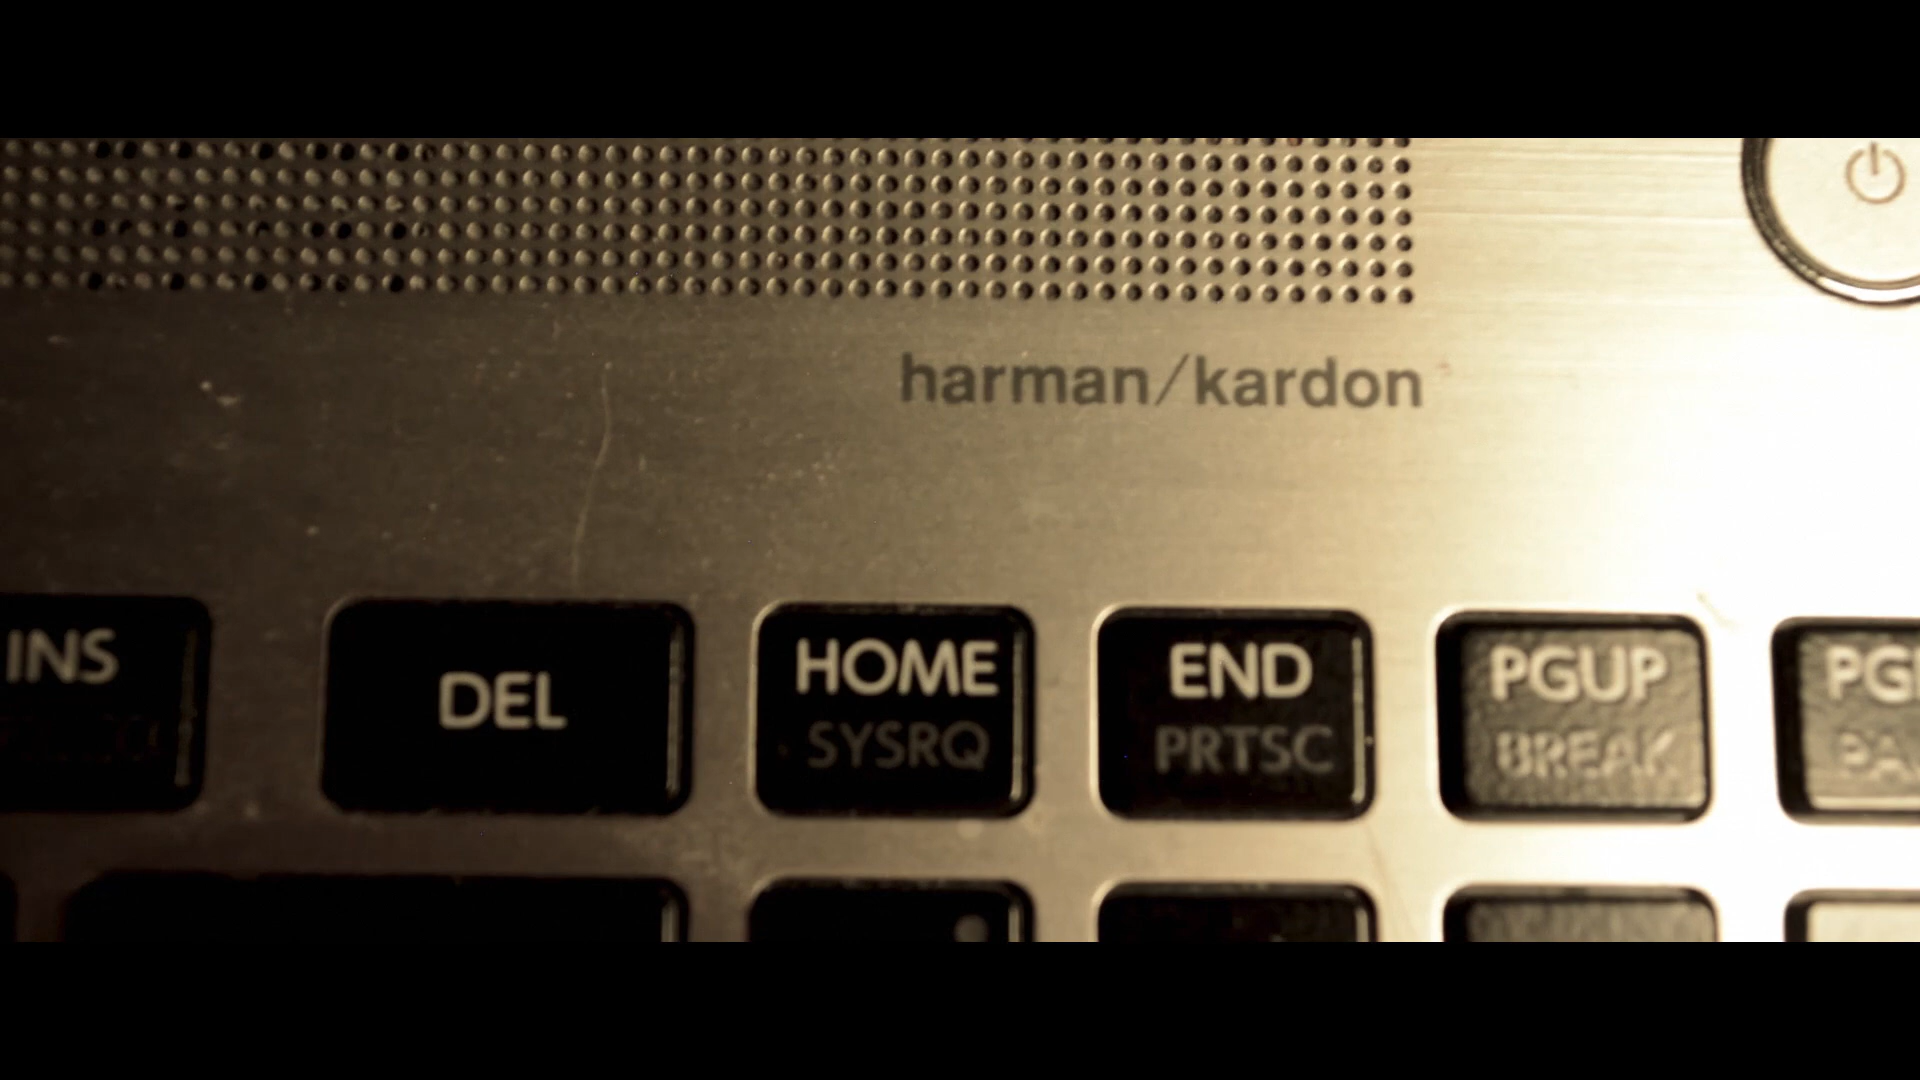 harman/kardon
INS
DEL
HOME
SYSRQ
END
PRTSC
PGUP
BREAK